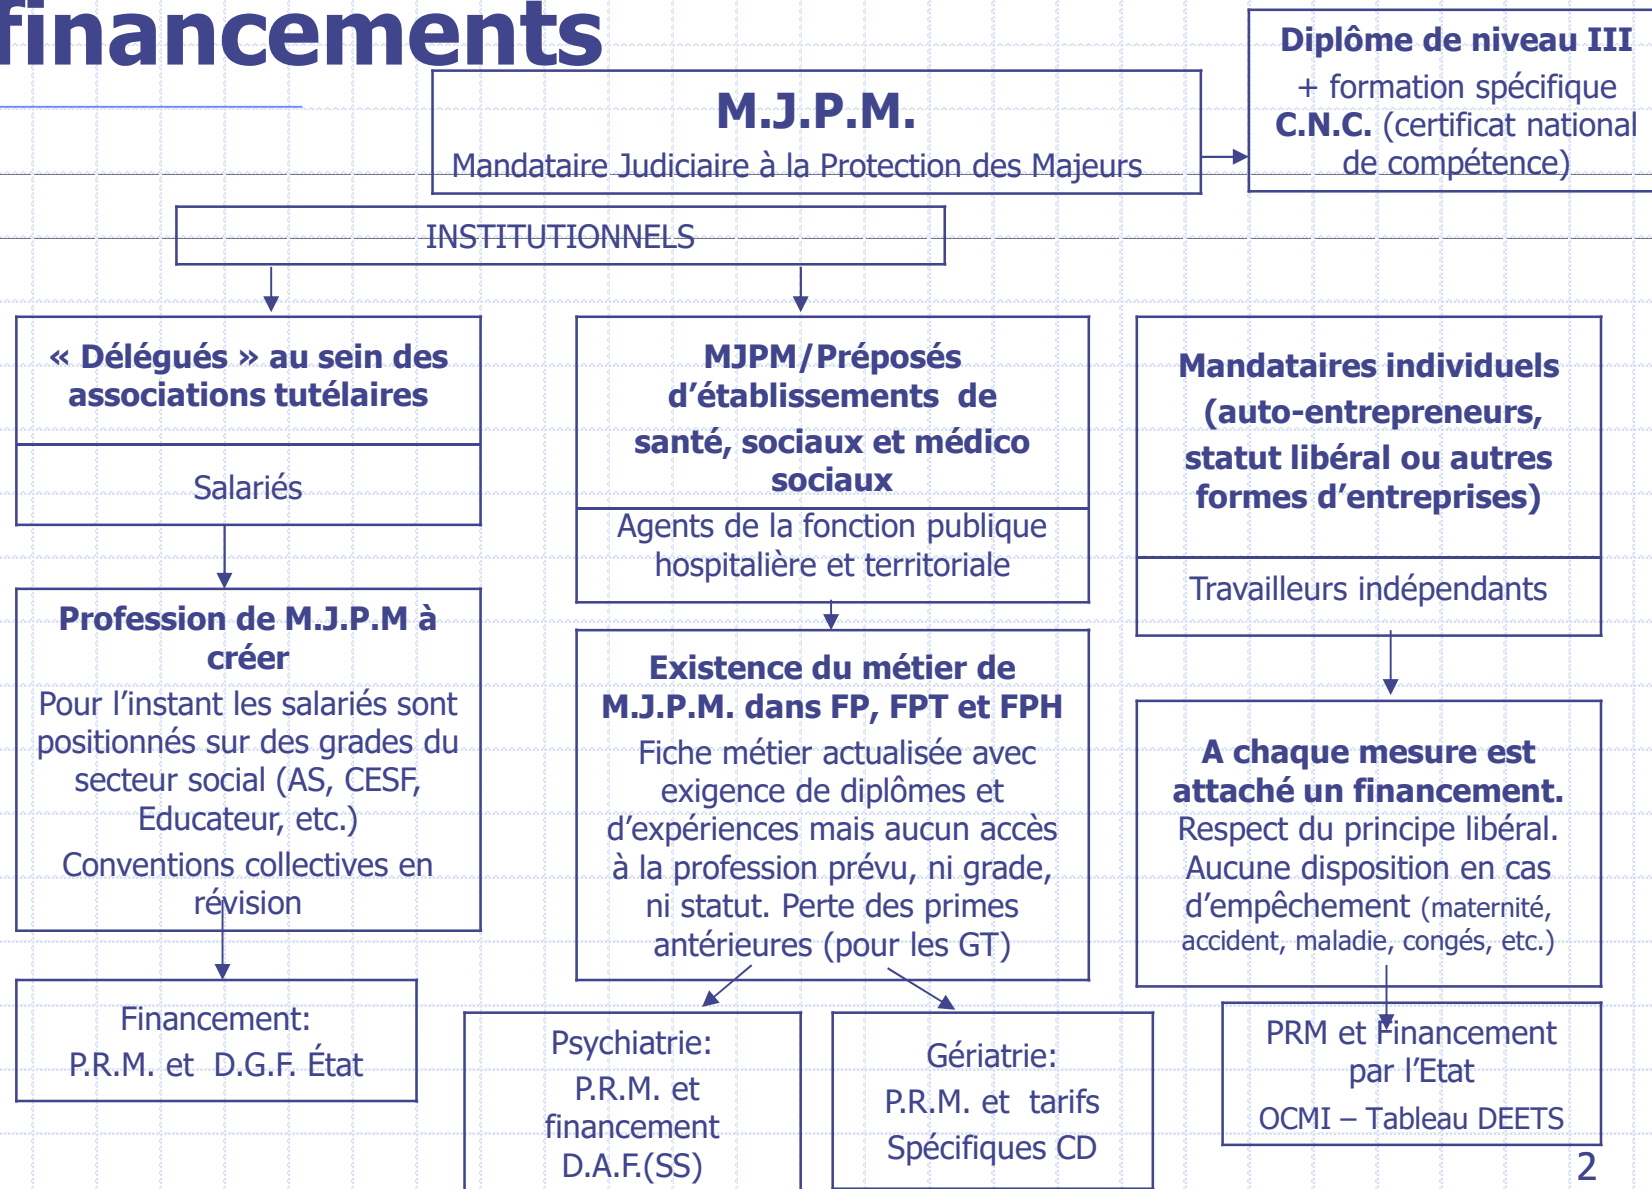 financements
Diplôme de niveau III
+ formation spécifique
C.N.C. (certificat national
de compétence)
M.J.P.M.
Mandataire Judiciaire à la Protection des Majeurs
INSTITUTIONNELS
« Délégués » au sein des
associations tutélaires
Salariés
Profession de M.J.P.M à
créer
Pour l’instant les salariés sont
positionnés sur des grades du
secteur social (AS, CESF,
Educateur, etc.)
Conventions collectives en
révision
Financement:
P.R.M. et D.G.F. État
MJPM/Préposés
d’établissements de
santé, sociaux et médico
sociaux
Agents de la fonction publique
hospitalière et territoriale
Existence du métier de
M.J.P.M. dans FP, FPT et FPH
Fiche métier actualisée avec
exigence de diplômes et
d’expériences mais aucun accès
à la profession prévu, ni grade,
ni statut. Perte des primes
antérieures (pour les GT)
Psychiatrie:
P.R.M. et
financement
D.A.F.(SS)
Gériatrie:
P.R.M. et tarifs
Spécifiques CD
Mandataires individuels
(auto-entrepreneurs,
statut libéral ou autres
formes d’entreprises)
Travailleurs indépendants
A chaque mesure est
attaché un financement.
Respect du principe libéral.
Aucune disposition en cas
d’empêchement (maternité,
accident, maladie, congés, etc.)
PRM et Financement
par l’Etat
OCMI – Tableau DEETS
2